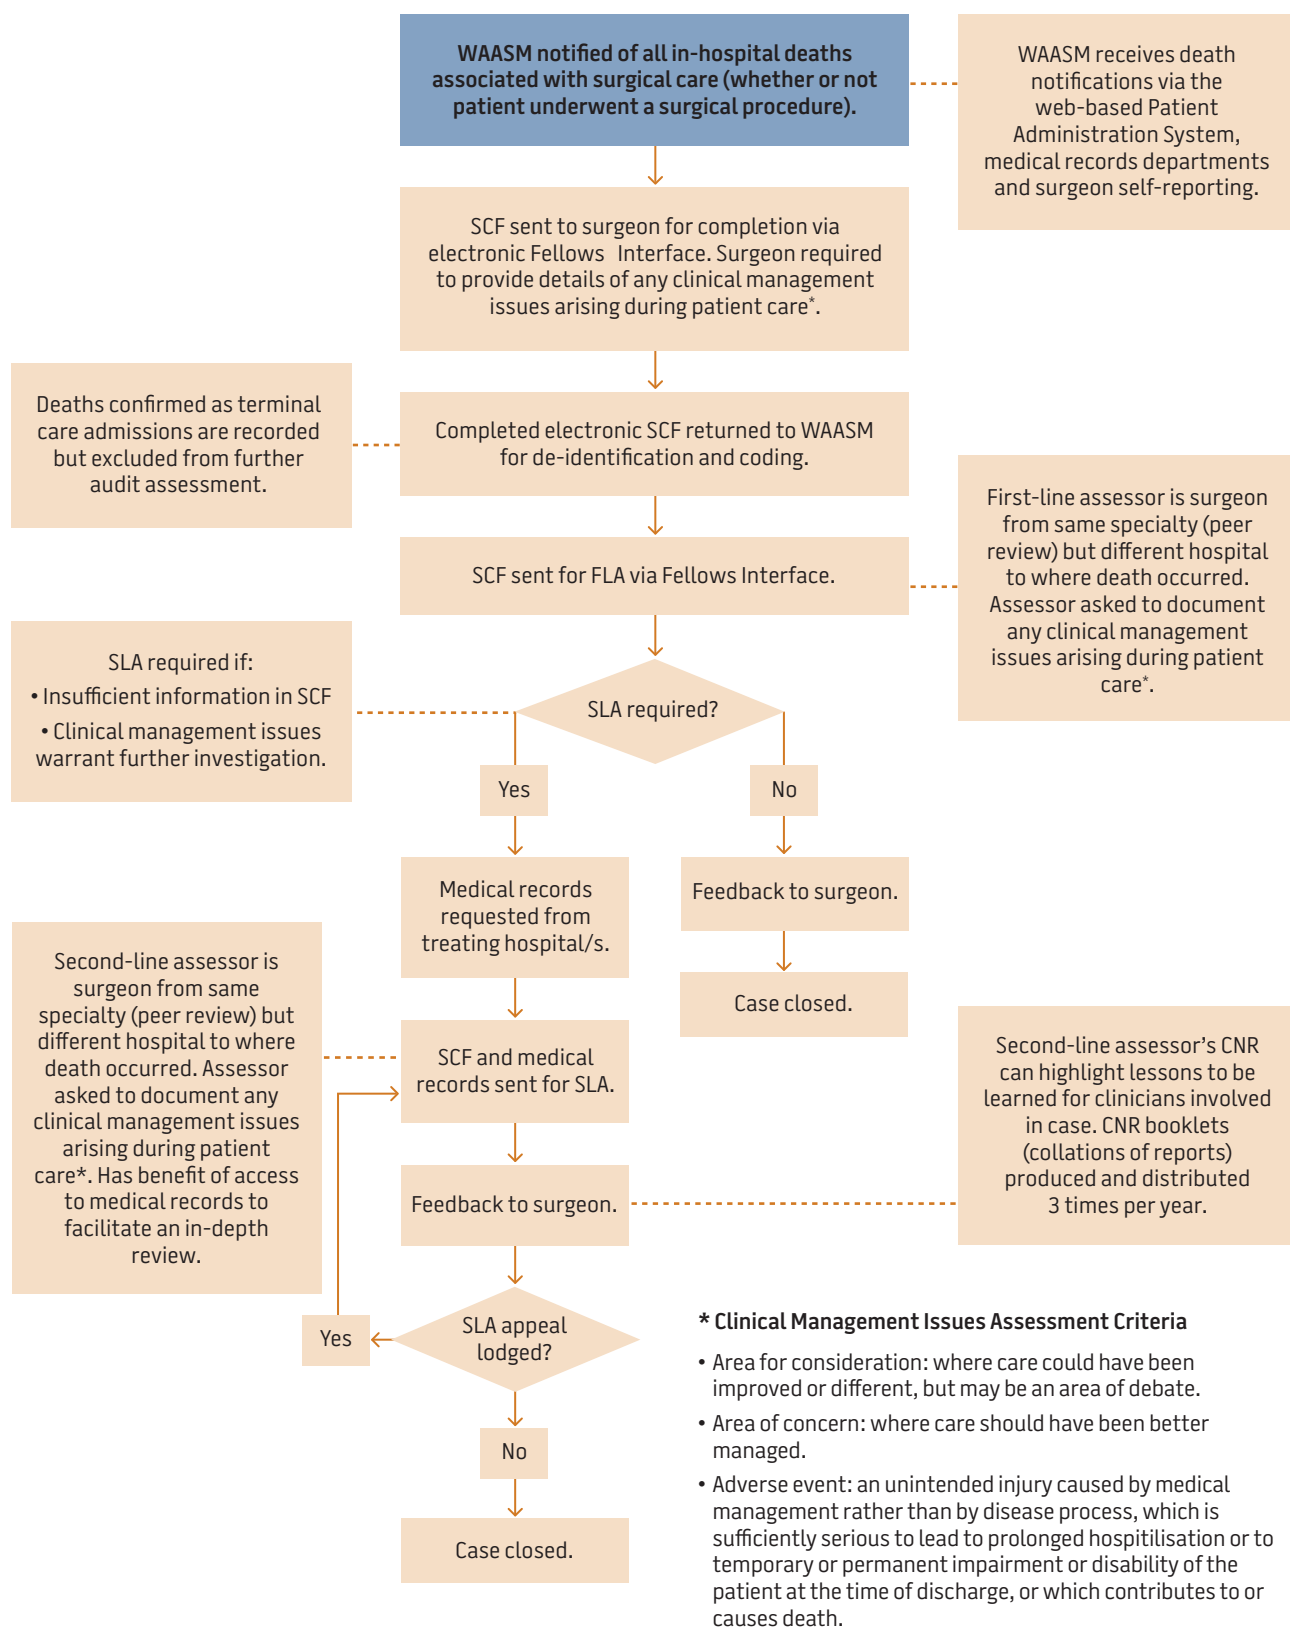 WAASM notified of all in-hospital deaths
associated with surgical care (whether or not
patient underwent a surgical procedure).
WAASM receives death
notifications via the
web-based Patient
Administration System,
medical records departments
and surgeon self-reporting.
SCF sent to surgeon for completion via
electronic Fellows Interface. Surgeon required
to provide details of any clinical management
issues arising during patient care*.
Deaths confirmed as terminal
care admissions are recorded
but excluded from further
audit assessment.
Completed electronic SCF returned to WAASM
for de-identification and coding.
SCF sent for FLA via Fellows Interface.
First-line assessor is surgeon
from same specialty (peer
review) but different hospital
to where death occurred.
Assessor asked to document
any clinical management
issues arising during patient
care*.
SLA required if:
• Insufficient information in SCF
• Clinical management issues
warrant further investigation.
SLA required?
Yes
No
Medical records
requested from
treating hospital/s.
Feedback to surgeon.
Case closed.
Second-line assessor is
surgeon from same
specialty (peer review) but
different hospital to where
death occurred. Assessor
asked to document any
clinical management issues
arising during patient
care*. Has benefit of access
to medical records to
facilitate an in-depth
review.
SCF and medical
records sent for SLA.
Feedback to surgeon.
Second-line assessor’s CNR
can highlight lessons to be
learned for clinicians involved
in case. CNR booklets
(collations of reports)
produced and distributed
3 times per year.
SLA appeal
lodged?
Yes
No
Case closed.
* Clinical Management Issues Assessment Criteria
• Area for consideration: where care could have been
improved or different, but may be an area of debate.
• Area of concern: where care should have been better
managed.
• Adverse event: an unintended injury caused by medical
management rather than by disease process, which is
sufficiently serious to lead to prolonged hospitilisation or to
temporary or permanent impairment or disability of the
patient at the time of discharge, or which contributes to or
causes death.